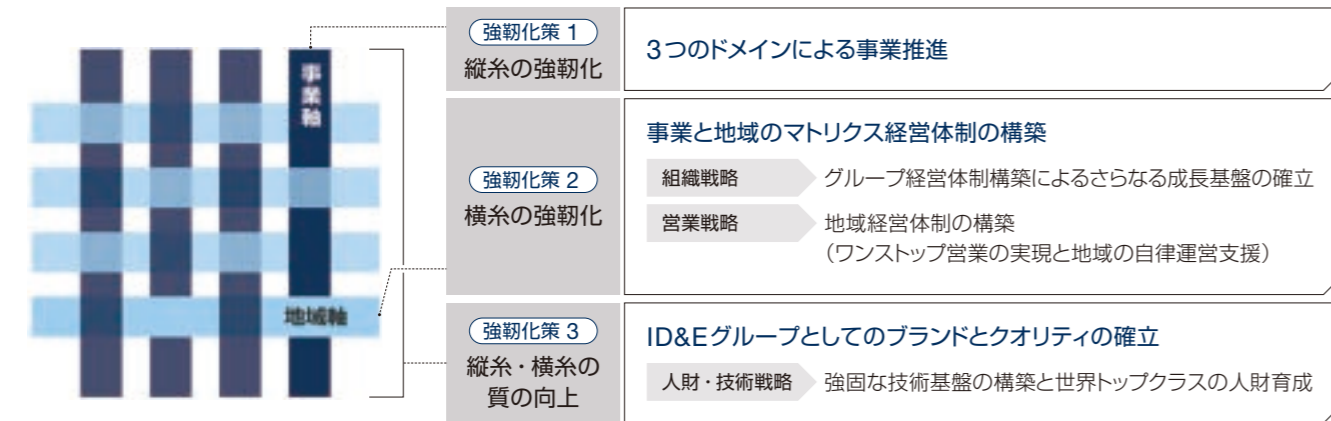 事業軸
地域軸
強靭化策 1
縦糸の強靭化
3つのドメインによる事業推進
強靭化策 2
横糸の強靭化
事業と地域のマトリクス経営体制の構築
組織戦略 グループ経営体制構築によるさらなる成長基盤の確立
営業戦略 地域経営体制の構築
(ワンストップ営業の実現と地域の自律運営支援)
強靭化策 3
縦糸・横糸の
質の向上
ID&Eグループとしてのブランドとクオリティの確立
人財・技術戦略 強固な技術基盤の構築と世界トップクラスの人財育成